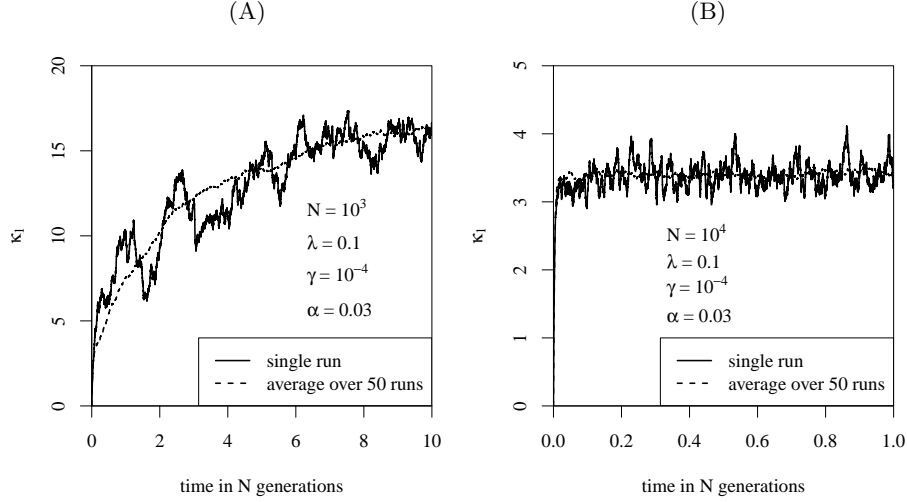 (A)
κ1
20
15
10
5
0
N = 10³
λ = 0.1
γ = 10⁻⁴
α = 0.03
single run
average over 50 runs
0 2 4 6 8 10
time in N generations
(B)
κ1
5
4
3
2
1
0
N = 10⁴
λ = 0.1
γ = 10⁻⁴
α = 0.03
single run
average over 50 runs
0.0 0.2 0.4 0.6 0.8 1.0
time in N generations